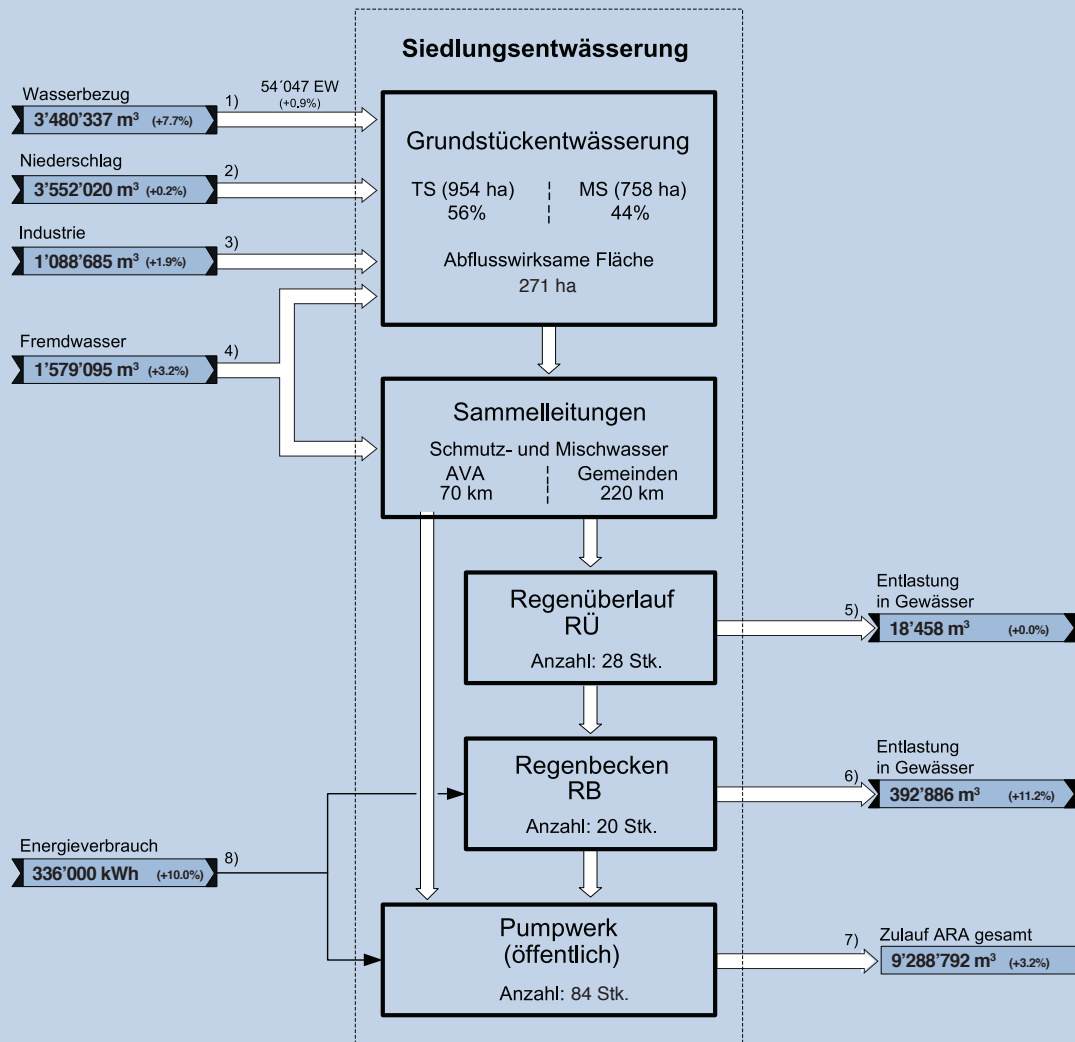 Siedlungsentwässerung
Wasserbezug
3'480'337 m³ (+7.7%)
1)
54´047 EW
(+0.9%)
Niederschlag
3'552'020 m³ (+0.2%)
2)
Industrie
1'088'685 m³ (+1.9%)
3)
Fremdwasser
1'579'095 m³ (+3.2%)
4)
Grundstückentwässerung
TS (954 ha)
56%
MS (758 ha)
44%
Abflusswirksame Fläche
271 ha
Sammelleitungen
Schmutz- und Mischwasser
AVA
70 km
Gemeinden
220 km
Regenüberlauf
RÜ
Anzahl: 28 Stk.
5)
Entlastung
in Gewässer
18'458 m³ (+0.0%)
Regenbecken
RB
Anzahl: 20 Stk.
6)
Entlastung
in Gewässer
392'886 m³ (+11.2%)
Energieverbrauch
336'000 kWh (+10.0%)
8)
Pumpwerk
(öffentlich)
Anzahl: 84 Stk.
7)
Zulauf ARA gesamt
9'288'792 m³ (+3.2%)